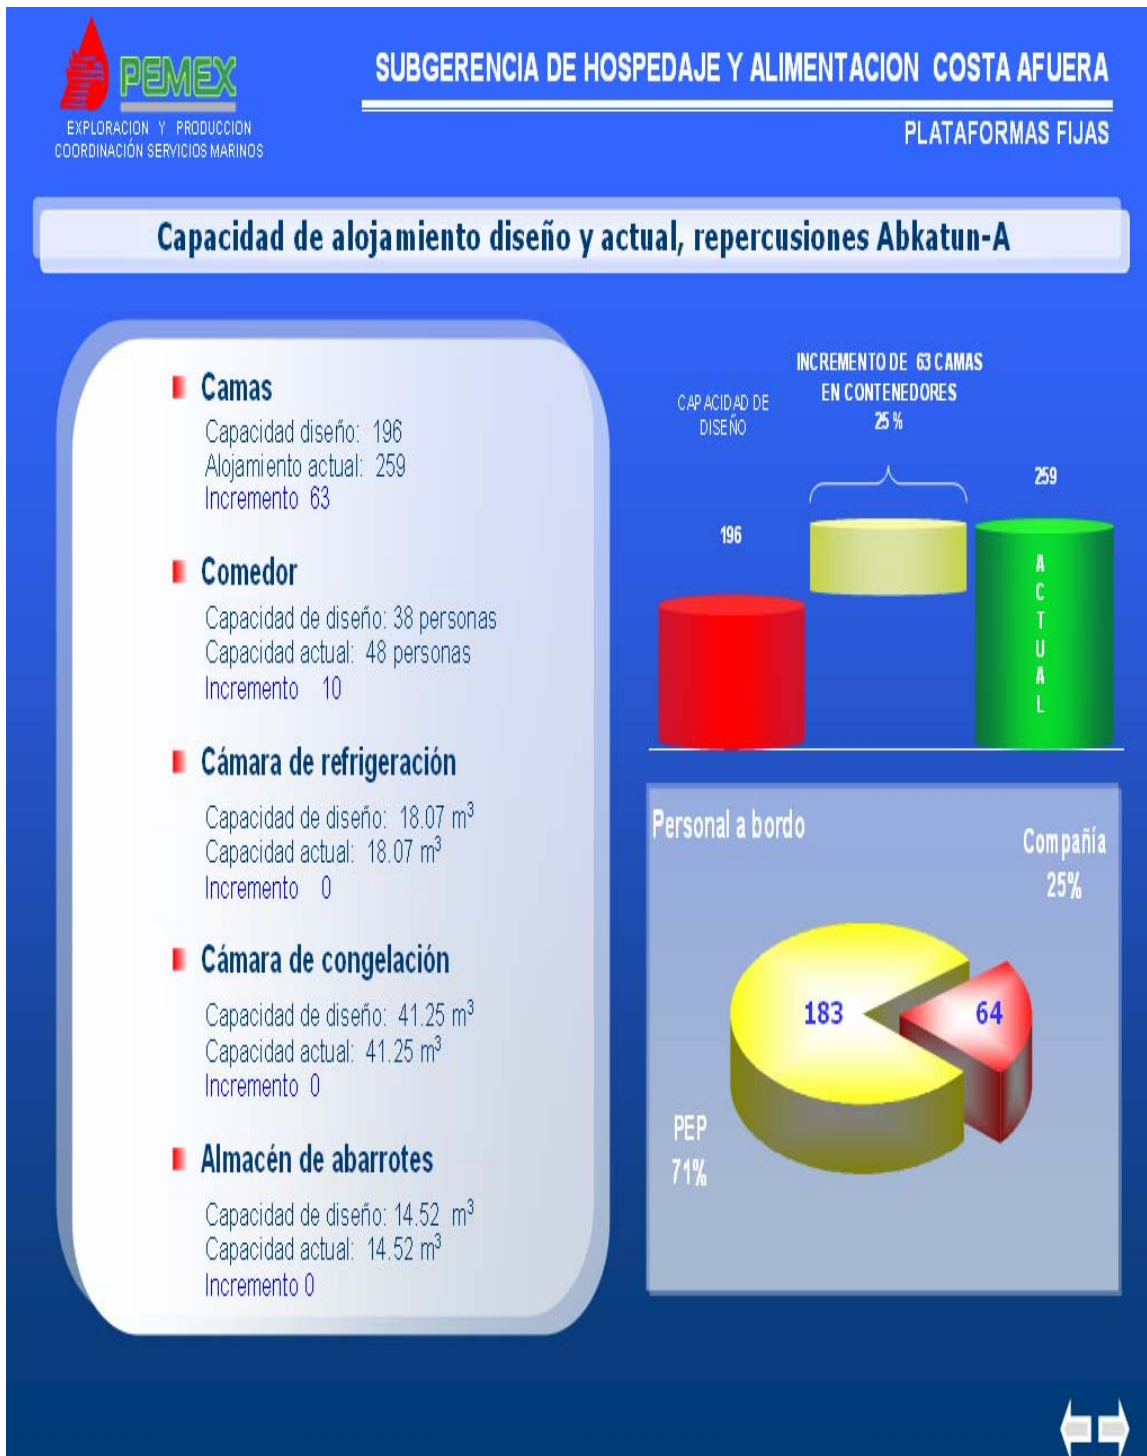 PEMEX
EXPLORACION Y PRODUCCION
COORDINACIÓN SERVICIOS MARINOS
SUBGERENCIA DE HOSPEDAJE Y ALIMENTACION COSTA AFUERA
PLATAFORMAS FIJAS
Capacidad de alojamiento diseño y actual, repercusiones Abkatun-A
Camas
Capacidad diseño: 196
Alojamiento actual: 259
Incremento 63
Comedor
Capacidad de diseño: 38 personas
Capacidad actual: 48 personas
Incremento 10
Cámara de refrigeración
Capacidad de diseño: 18.07 m³
Capacidad actual: 18.07 m³
Incremento 0
Cámara de congelación
Capacidad de diseño: 41.25 m³
Capacidad actual: 41.25 m³
Incremento 0
Almacén de abarrotes
Capacidad de diseño: 14.52 m³
Capacidad actual: 14.52 m³
Incremento 0
CAPACIDAD DE
DISEÑO
INCREMENTO DE 63 CAMAS
EN CONTENEDORES
25 %
196
259
ACTUAL
Personal a bordo
Compañía
25%
183
64
PEP
71%